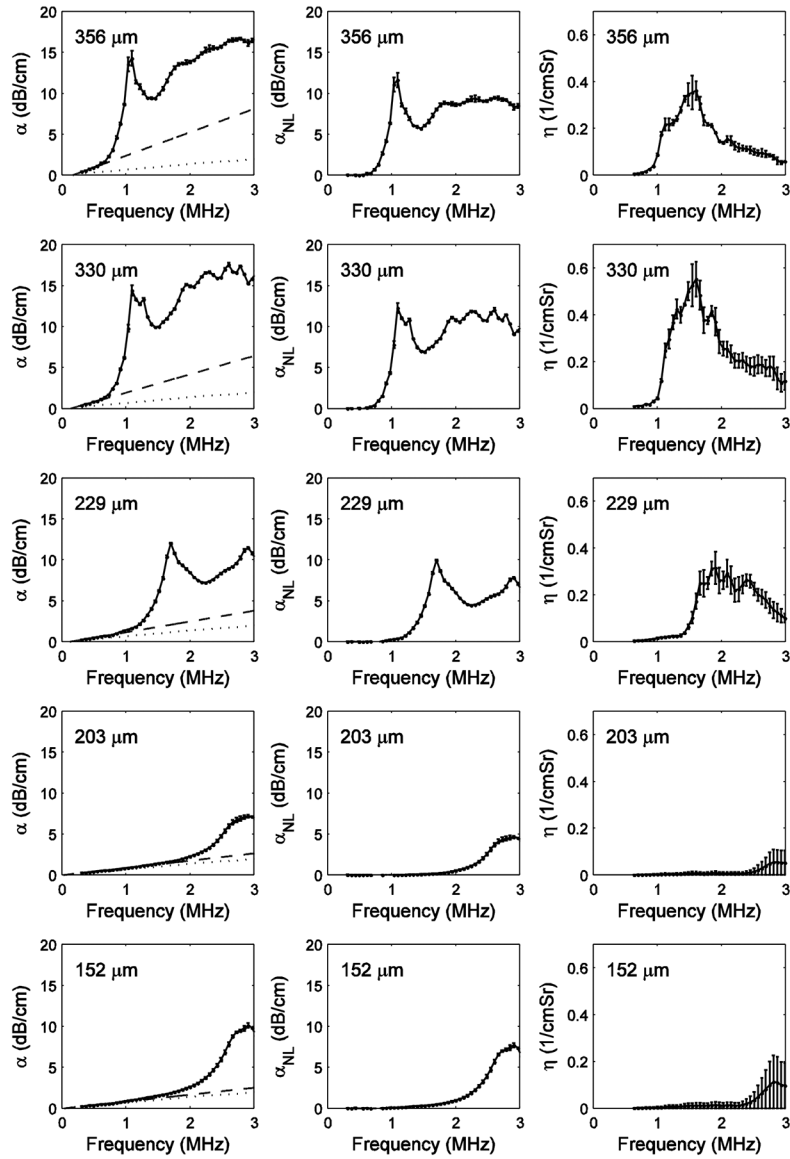 20
15
10
5
0
α (dB/cm)
356 μm
0 1 2 3
Frequency (MHz)
20
15
10
5
0
α_NL (dB/cm)
356 μm
0 1 2 3
Frequency (MHz)
0.6
0.4
0.2
0
η (1/cmSr)
356 μm
0 1 2 3
Frequency (MHz)
20
15
10
5
0
α (dB/cm)
330 μm
0 1 2 3
Frequency (MHz)
20
15
10
5
0
α_NL (dB/cm)
330 μm
0 1 2 3
Frequency (MHz)
0.6
0.4
0.2
0
η (1/cmSr)
330 μm
0 1 2 3
Frequency (MHz)
20
15
10
5
0
α (dB/cm)
229 μm
0 1 2 3
Frequency (MHz)
20
15
10
5
0
α_NL (dB/cm)
229 μm
0 1 2 3
Frequency (MHz)
0.6
0.4
0.2
0
η (1/cmSr)
229 μm
0 1 2 3
Frequency (MHz)
20
15
10
5
0
α (dB/cm)
203 μm
0 1 2 3
Frequency (MHz)
20
15
10
5
0
α_NL (dB/cm)
203 μm
0 1 2 3
Frequency (MHz)
0.6
0.4
0.2
0
η (1/cmSr)
203 μm
0 1 2 3
Frequency (MHz)
20
15
10
5
0
α (dB/cm)
152 μm
0 1 2 3
Frequency (MHz)
20
15
10
5
0
α_NL (dB/cm)
152 μm
0 1 2 3
Frequency (MHz)
0.6
0.4
0.2
0
η (1/cmSr)
152 μm
0 1 2 3
Frequency (MHz)